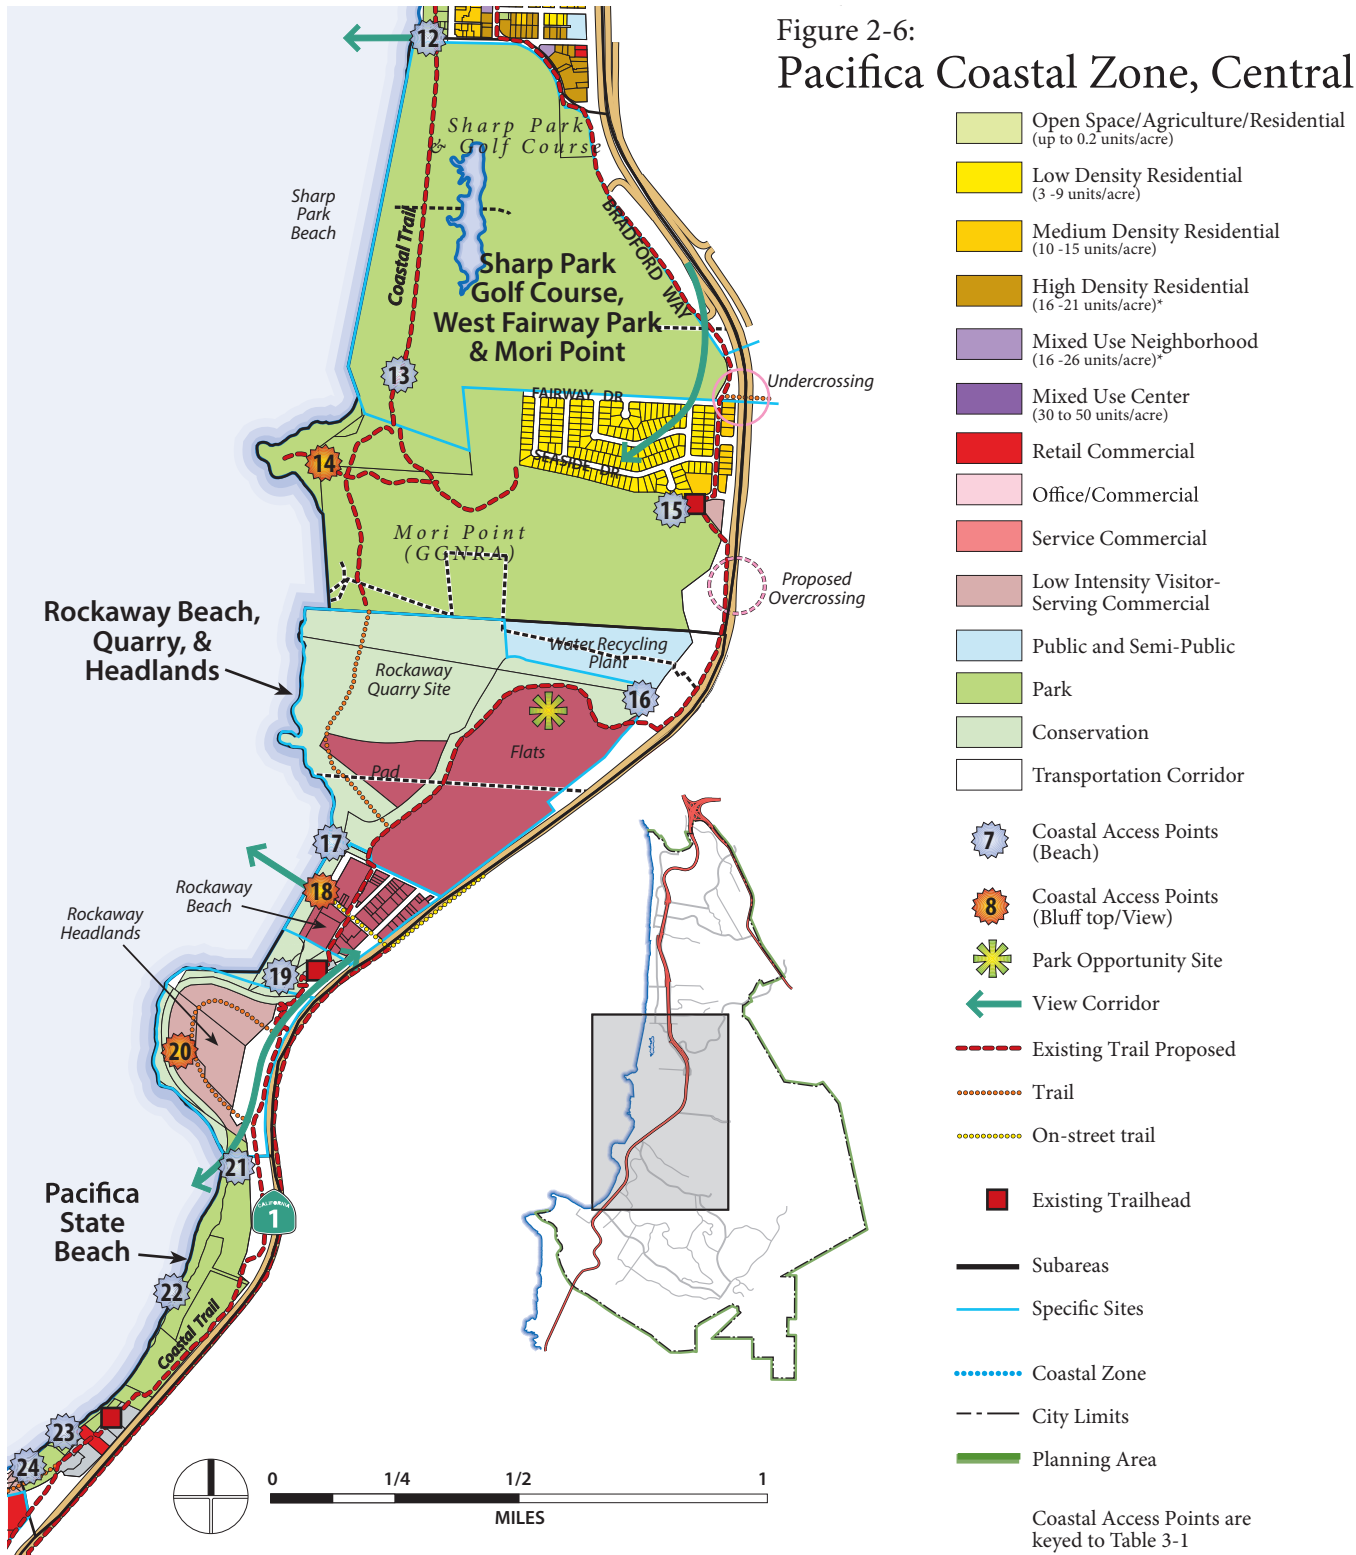 Figure 2-6:
Pacifica Coastal Zone, Central
Open Space/Agriculture/Residential
(up to 0.2 units/acre)
Low Density Residential
(3 -9 units/acre)
Medium Density Residential
(10 -15 units/acre)
High Density Residential
(16 -21 units/acre)*
Mixed Use Neighborhood
(16 -26 units/acre)*
Mixed Use Center
(30 to 50 units/acre)
Retail Commercial
Office/Commercial
Service Commercial
Low Intensity Visitor-
Serving Commercial
Public and Semi-Public
Park
Conservation
Transportation Corridor
7
Coastal Access Points
(Beach)
8
Coastal Access Points
(Bluff top/View)
Park Opportunity Site
View Corridor
Existing Trail Proposed
Trail
On-street trail
Existing Trailhead
Subareas
Specific Sites
Coastal Zone
City Limits
Planning Area
Coastal Access Points are
keyed to Table 3-1
12
Sharp Park
& Golf Course
Sharp
Park
Beach
Coastal Trail
BRADFORD WAY
Sharp Park
Golf Course,
West Fairway Park
& Mori Point
13
Undercrossing
FAIRWAY DR
SEASIDE DR
14
15
Mori Point
(GGNRA)
Proposed
Overcrossing
Rockaway Beach,
Quarry, &
Headlands
Water Recycling
Plant
Rockaway
Quarry Site
16
Flats
Pad
17
18
Rockaway
Beach
Rockaway
Headlands
19
20
21
CALIFORNIA
1
Pacifica
State
Beach
22
Coastal Trail
23
24
0 1/4 1/2 1
MILES